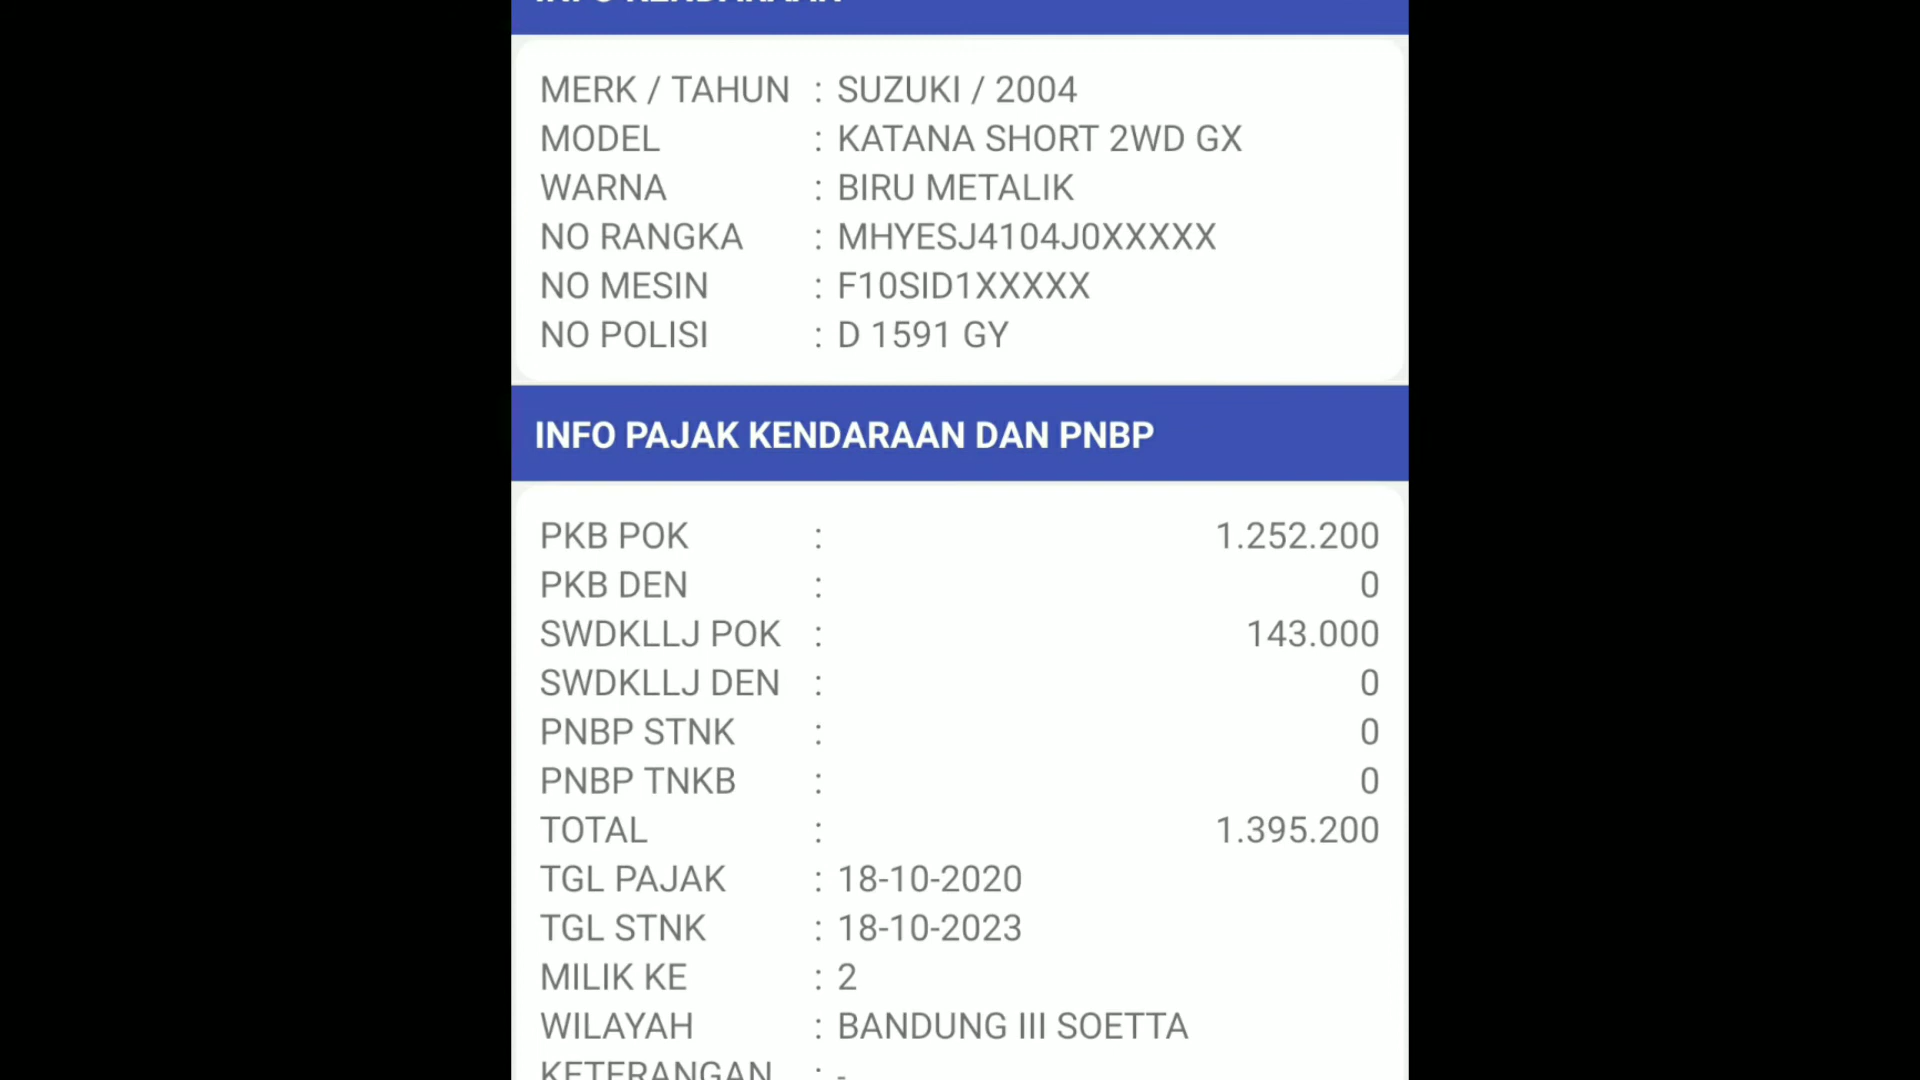 INFO KENDARAAN
MERK / TAHUN : SUZUKI / 2004
MODEL : KATANA SHORT 2WD GX
WARNA : BIRU METALIK
NO RANGKA : MHYESJ4104J0XXXXX
NO MESIN : F10SID1XXXXX
NO POLISI : D 1591 GY
INFO PAJAK KENDARAAN DAN PNBP
PKB POK : 1.252.200
PKB DEN : 0
SWDKLLJ POK : 143.000
SWDKLLJ DEN : 0
PNBP STNK : 0
PNBP TNKB : 0
TOTAL : 1.395.200
TGL PAJAK : 18-10-2020
TGL STNK : 18-10-2023
MILIK KE : 2
WILAYAH : BANDUNG III SOETTA
KETERANGAN : -